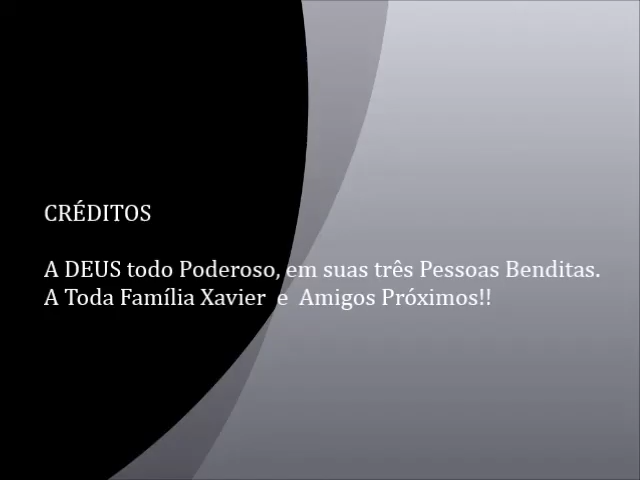 CRÉDITOS
A DEUS todo Poderoso, em suas três Pessoas Benditas.
A Toda Família Xavier  e  Amigos Próximos!!